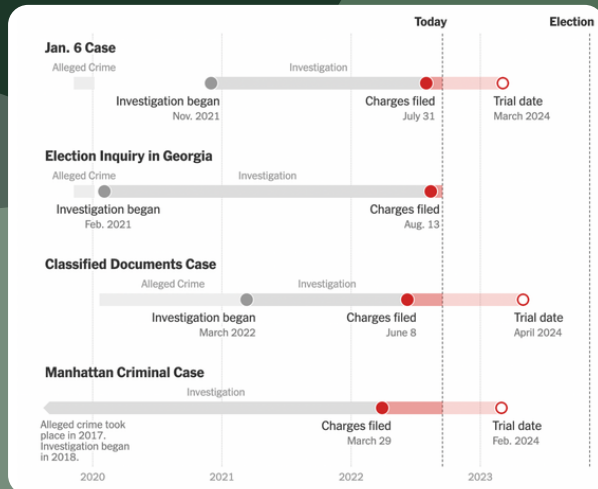 Today
Election
Jan. 6 Case
Alleged Crime
Investigation
Investigation began
Nov. 2021
Charges filed
July 31
Trial date
March 2024
Election Inquiry in Georgia
Alleged Crime
Investigation
Investigation began
Feb. 2021
Charges filed
Aug. 13
Classified Documents Case
Alleged Crime
Investigation
Investigation began
March 2022
Charges filed
June 8
Trial date
April 2024
Manhattan Criminal Case
Investigation
Alleged crime took
place in 2017.
Investigation began
in 2018.
Charges filed
March 29
Trial date
Feb. 2024
2020
2021
2022
2023